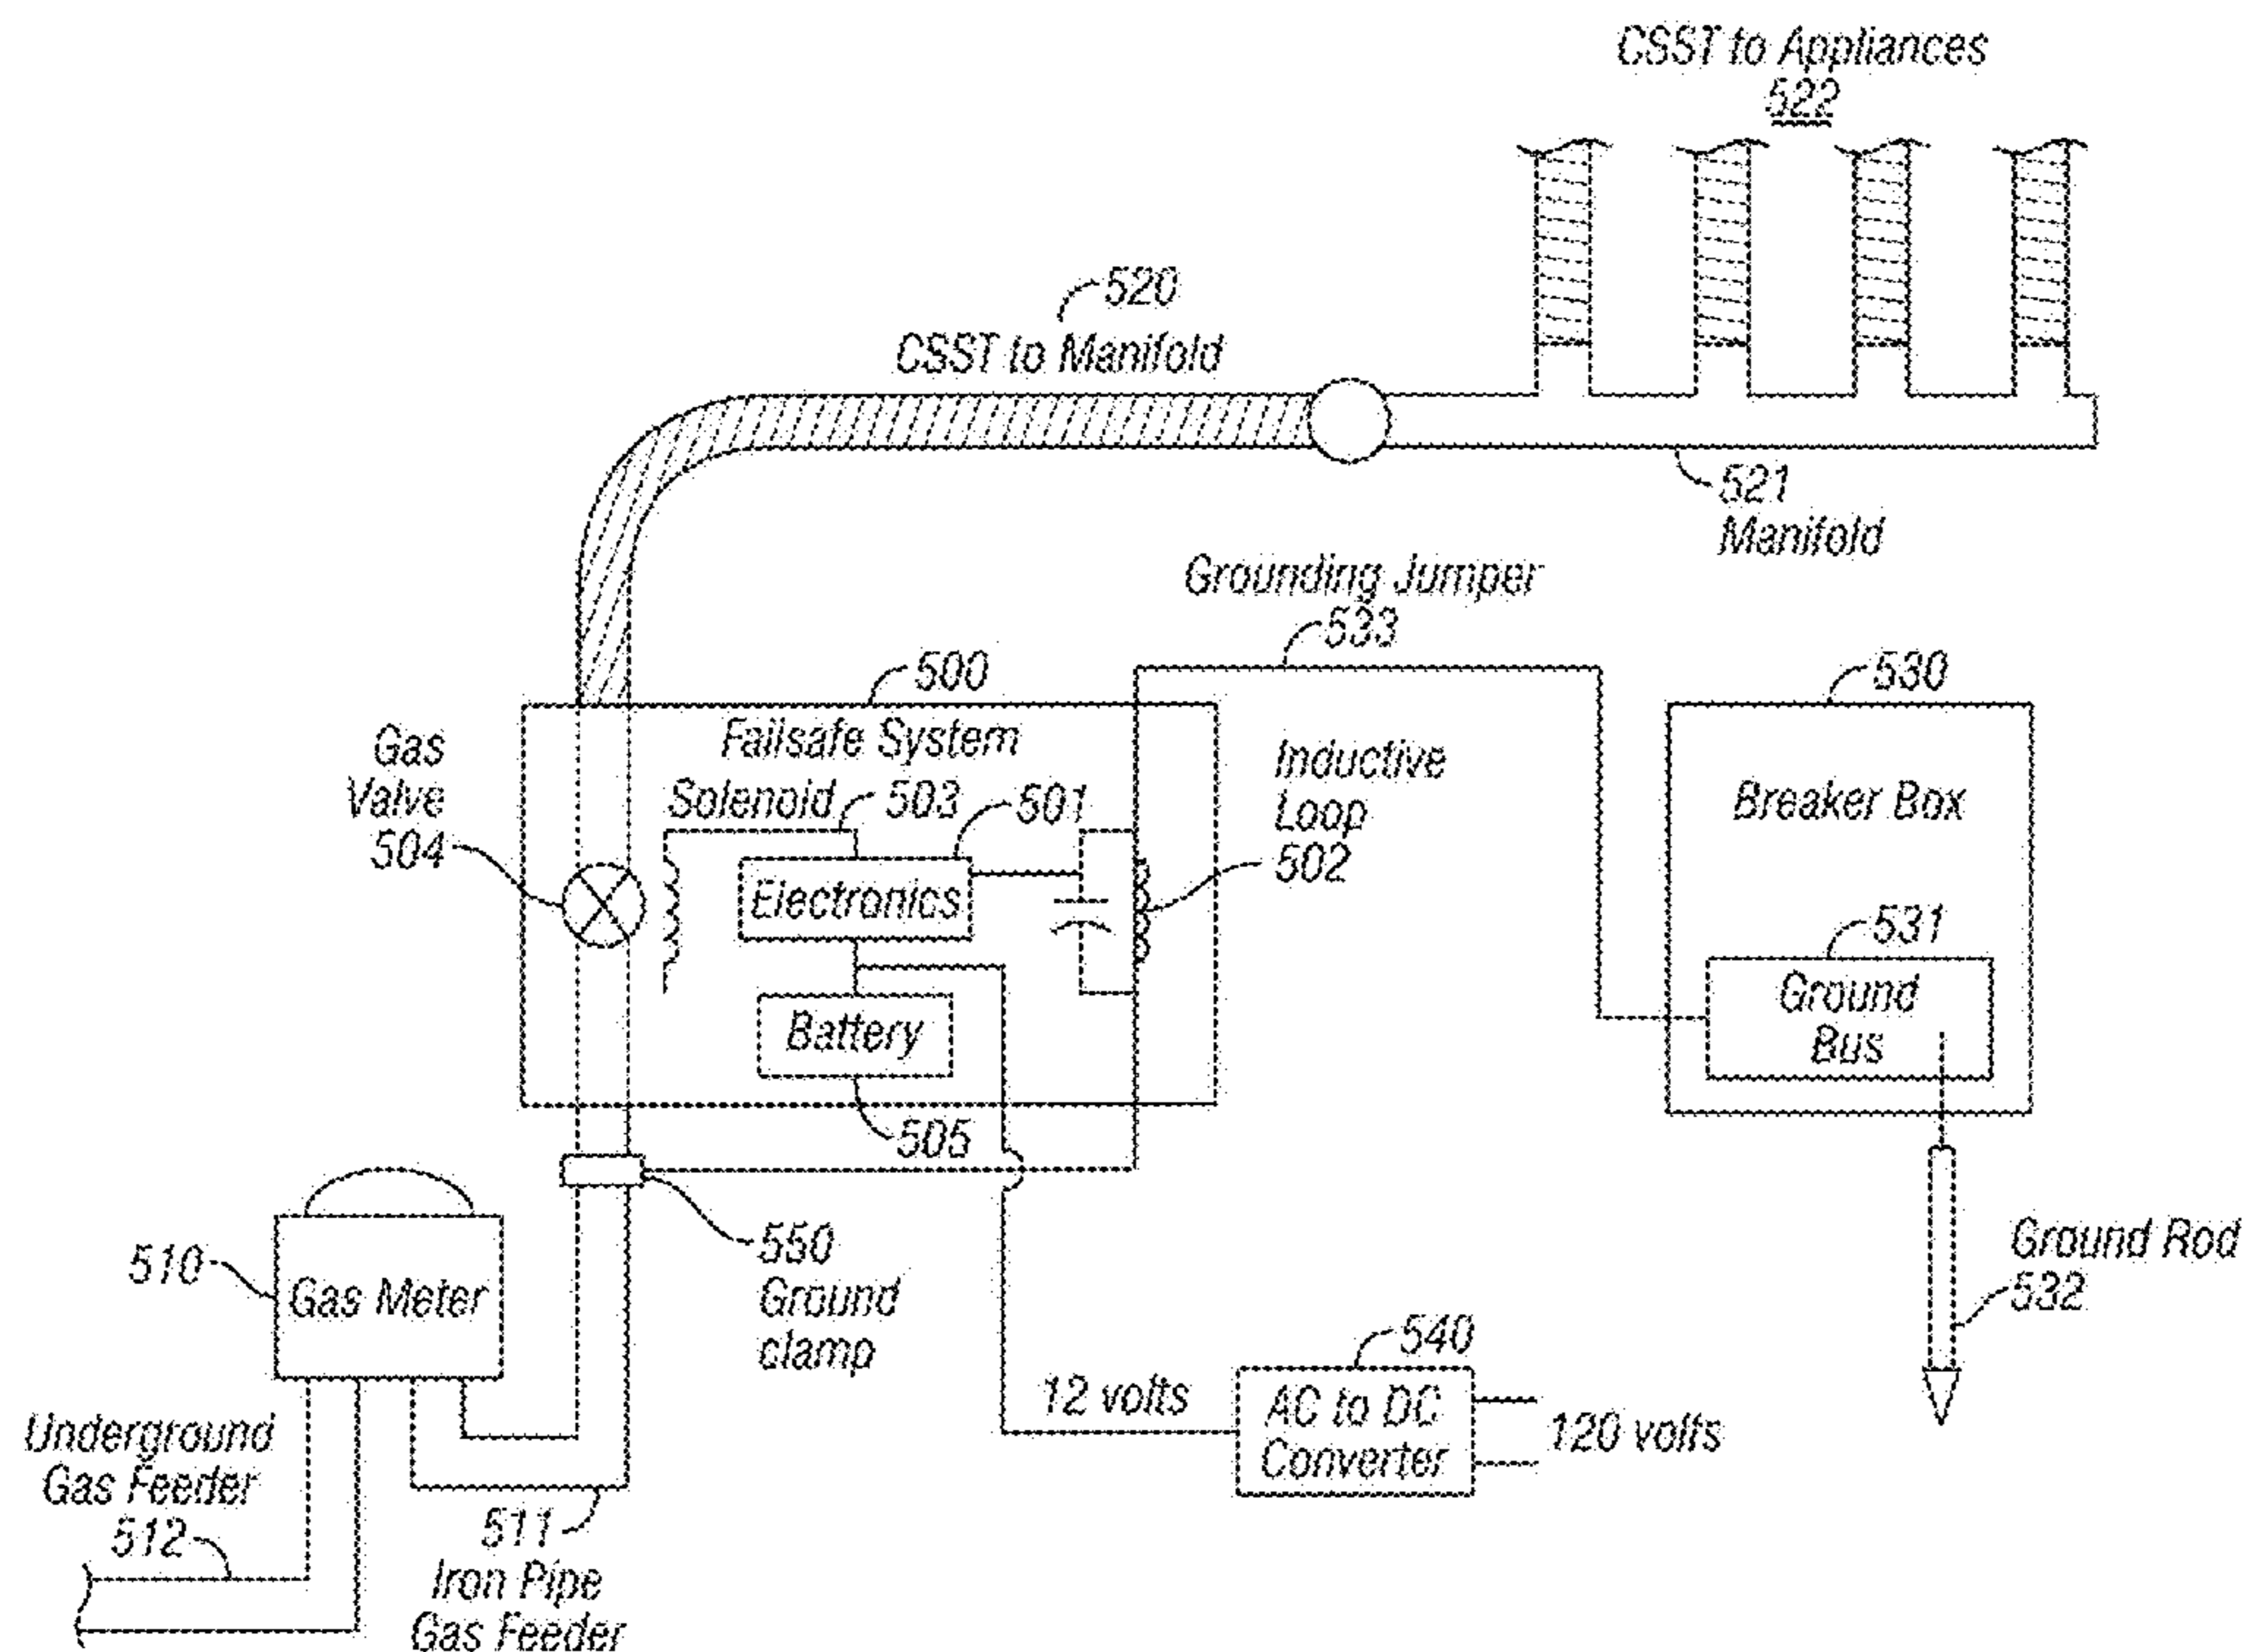 CSST to Appliances
522
520
CSST to Manifold
521
Manifold
Grounding Jumper
533
500
530
Gas
Valve
504
Failsafe System
Solenoid
503
501
Inductive
Loop
502
Breaker Box
Electronics
531
Ground
Bus
Battery
505
510
Gas Meter
550
Ground
clamp
Ground Rod
532
540
12 volts
AC to DC
Converter
120 volts
Underground
Gas Feeder
512
511
Iron Pipe
Gas Feeder